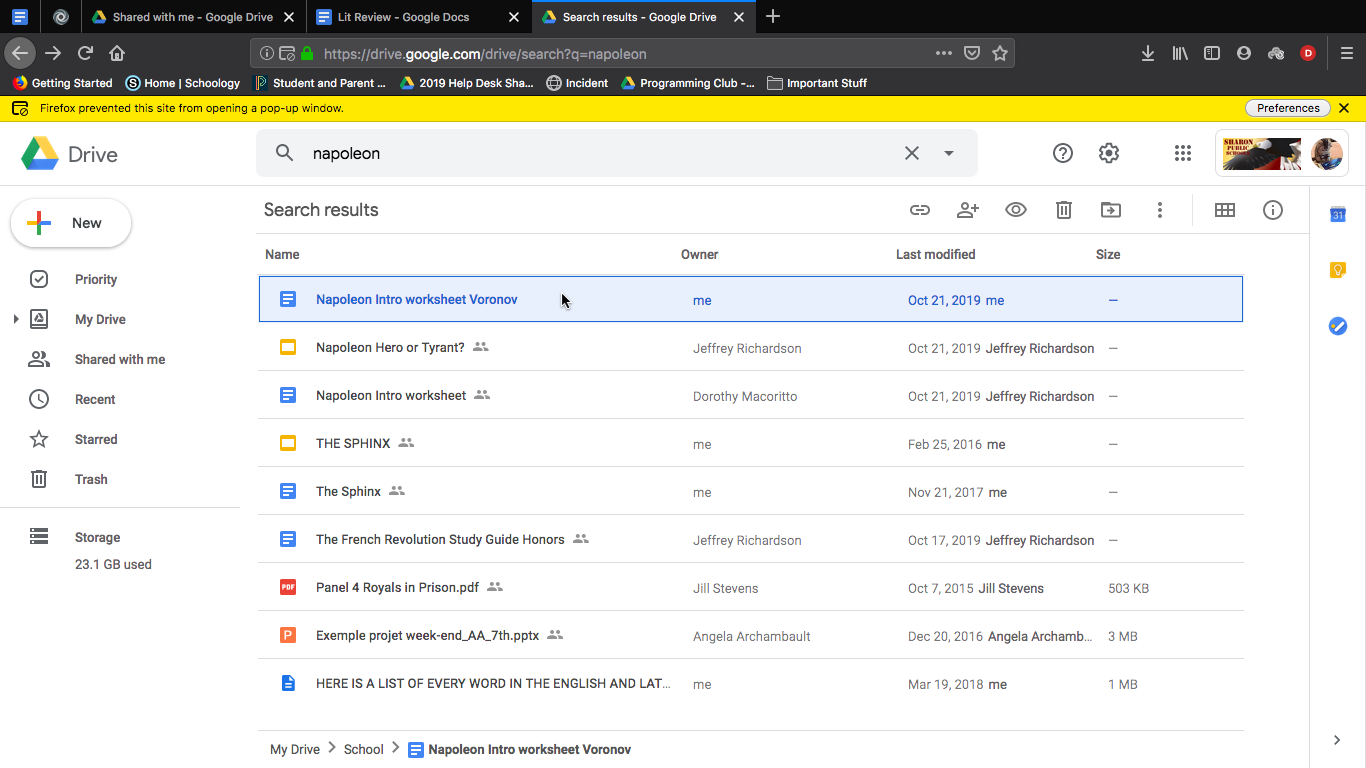 Shared with me - Google Drive
Lit Review - Google Docs
Search results - Google Drive
https://drive.google.com/drive/search?q=napoleon
D
Getting Started
S Home | Schoology
Student and Parent ...
2019 Help Desk Sha...
Incident
Programming Club -...
Important Stuff
Firefox prevented this site from opening a pop-up window.
Preferences
Drive
napoleon
SHARON
PUBLIC
New
Search results
31
Name Owner Last modified Size
Priority
My Drive
Shared with me
Recent
Starred
Trash
Storage
23.1 GB used
Napoleon Intro worksheet Voronov me Oct 21, 2019 me —
Napoleon Hero or Tyrant? Jeffrey Richardson Oct 21, 2019 Jeffrey Richardson —
Napoleon Intro worksheet Dorothy Macoritto Oct 21, 2019 Jeffrey Richardson —
THE SPHINX me Feb 25, 2016 me —
The Sphinx me Nov 21, 2017 me —
The French Revolution Study Guide Honors Jeffrey Richardson Oct 17, 2019 Jeffrey Richardson —
PDF Panel 4 Royals in Prison.pdf Jill Stevens Oct 7, 2015 Jill Stevens 503 KB
P Exemple projet week-end_AA_7th.pptx Angela Archambault Dec 20, 2016 Angela Archamb... 3 MB
HERE IS A LIST OF EVERY WORD IN THE ENGLISH AND LAT... me Mar 19, 2018 me 1 MB
My Drive > School > Napoleon Intro worksheet Voronov